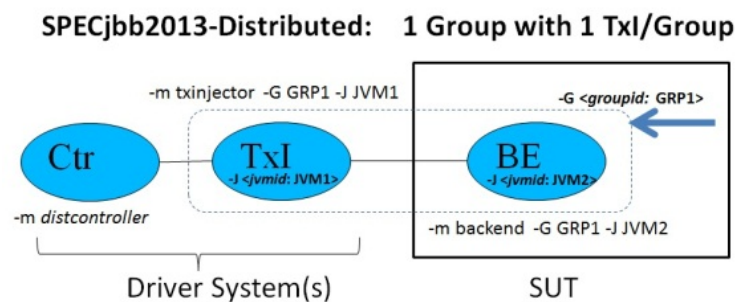 SPECjbb2013-Distributed: 1 Group with 1 TxI/Group
-m txinjector -G GRP1 -J JVM1
-G <groupid: GRP1>
Ctr
TxI
-J <jvmid: JVM1>
BE
-J <jvmid: JVM2>
-m distcontroller
-m backend -G GRP1 -J JVM2
Driver System(s)
SUT